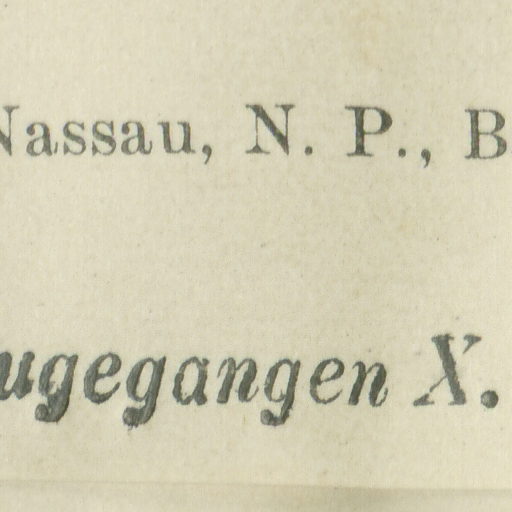 Nassau, N. P., B
ugegangen X.